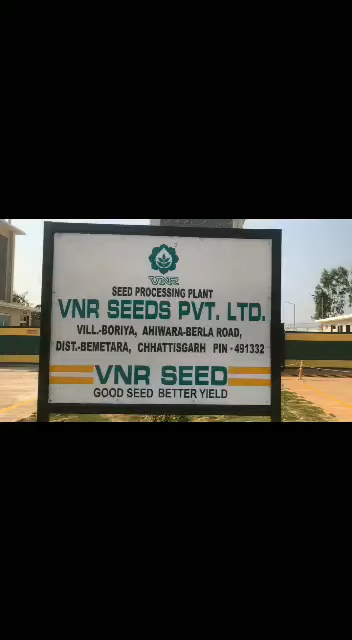 VNR
SEED PROCESSING PLANT
VNR SEEDS PVT. LTD.
VILL.-BORIYA, AHIWARA-BERLA ROAD,
DIST.-BEMETARA, CHHATTISGARH PIN - 491332
VNR SEED
GOOD SEED BETTER YIELD